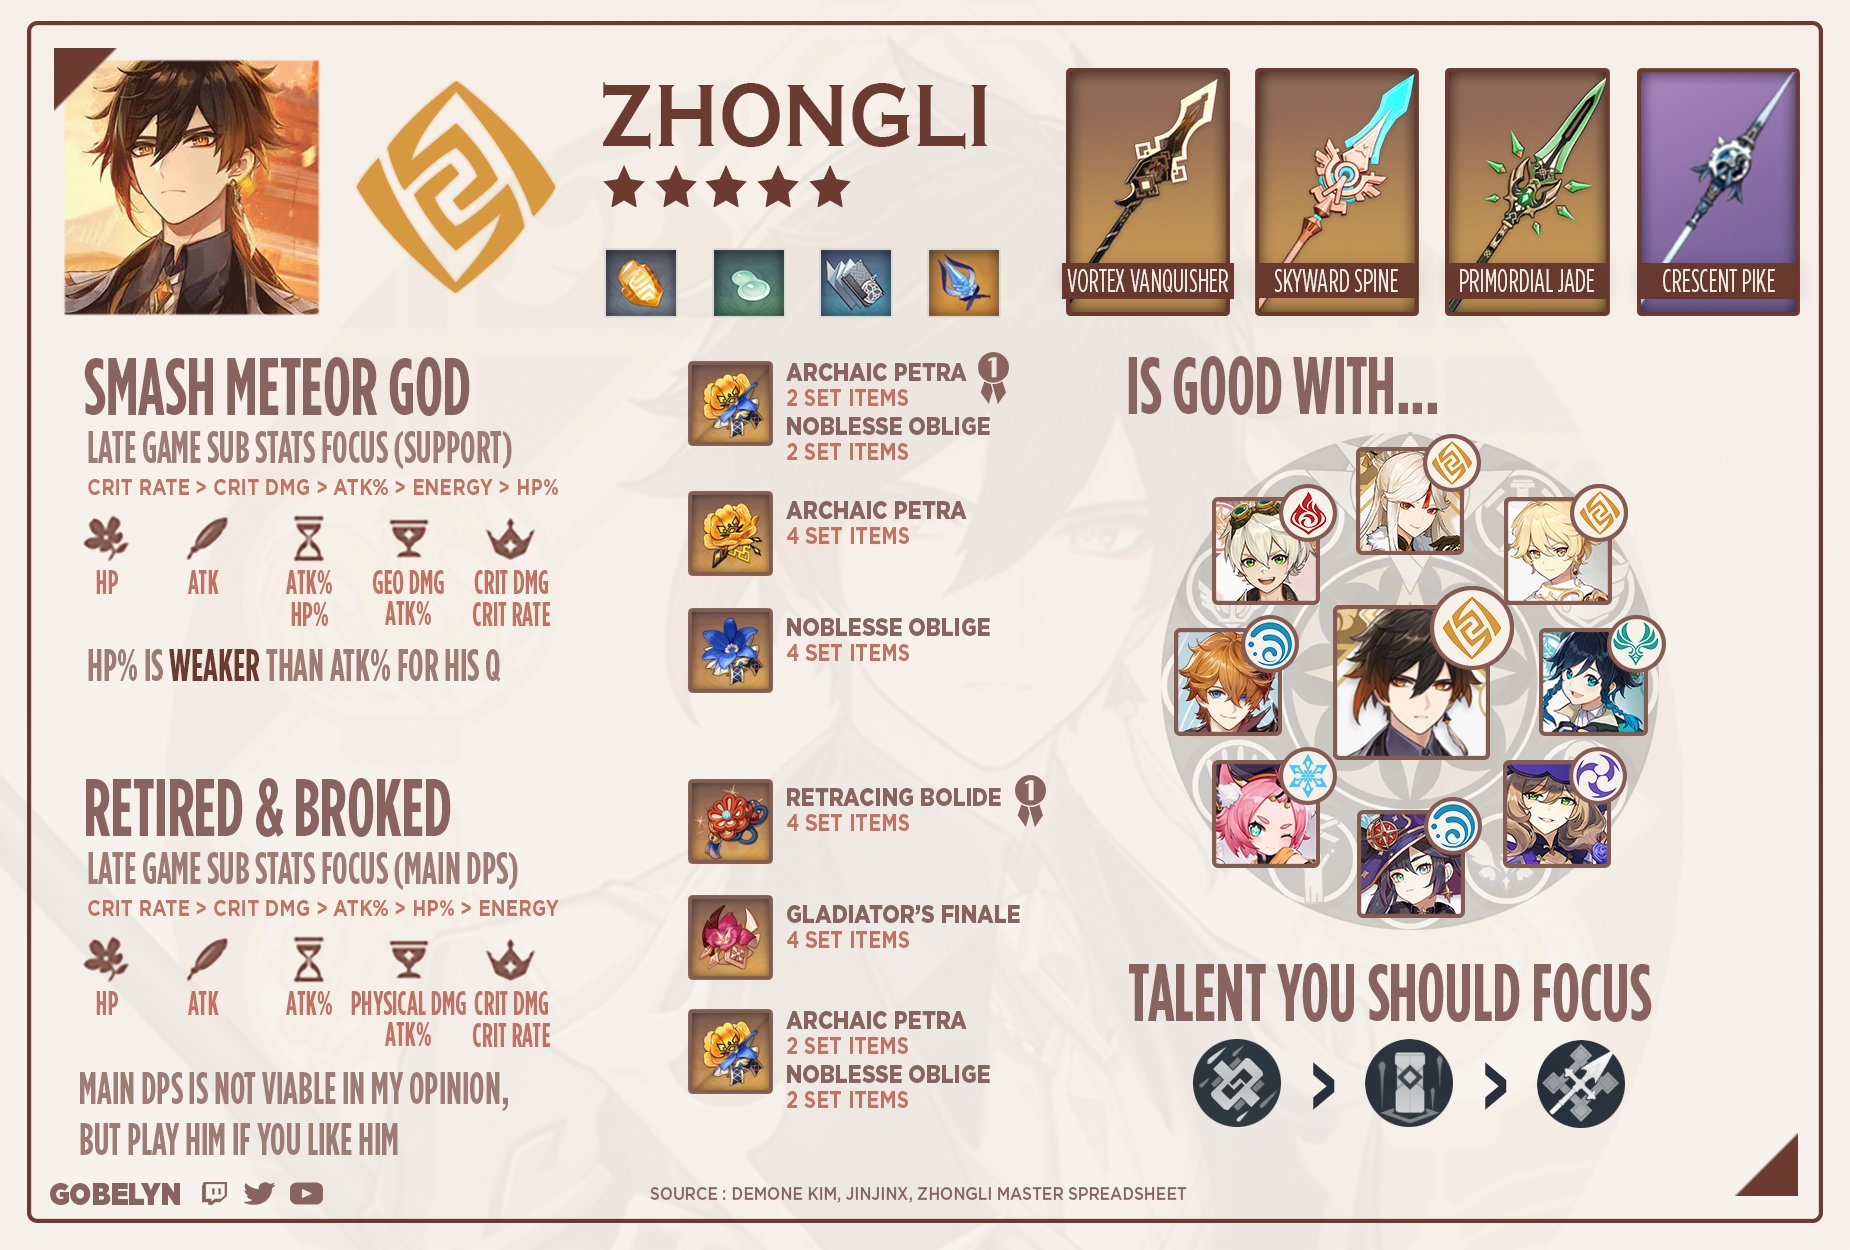 ZHONGLI
VORTEX VANQUISHER
SKYWARD SPINE
PRIMORDIAL JADE
CRESCENT PIKE
SMASH METEOR GOD
LATE GAME SUB STATS FOCUS (SUPPORT)
CRIT RATE > CRIT DMG > ATK% > ENERGY > HP%
HP
ATK
ATK%
HP%
GEO DMG
ATK%
CRIT DMG
CRIT RATE
HP% IS WEAKER THAN ATK% FOR HIS Q
ARCHAIC PETRA
1
2 SET ITEMS
NOBLESSE OBLIGE
2 SET ITEMS
ARCHAIC PETRA
4 SET ITEMS
NOBLESSE OBLIGE
4 SET ITEMS
IS GOOD WITH...
RETIRED & BROKED
LATE GAME SUB STATS FOCUS (MAIN DPS)
CRIT RATE > CRIT DMG > ATK% > HP% > ENERGY
HP
ATK
ATK%
PHYSICAL DMG
ATK%
CRIT DMG
CRIT RATE
MAIN DPS IS NOT VIABLE IN MY OPINION,
BUT PLAY HIM IF YOU LIKE HIM
RETRACING BOLIDE
1
4 SET ITEMS
GLADIATOR'S FINALE
4 SET ITEMS
ARCHAIC PETRA
2 SET ITEMS
NOBLESSE OBLIGE
2 SET ITEMS
TALENT YOU SHOULD FOCUS
> >
GOBELYN
SOURCE : DEMONE KIM, JINJINX, ZHONGLI MASTER SPREADSHEET